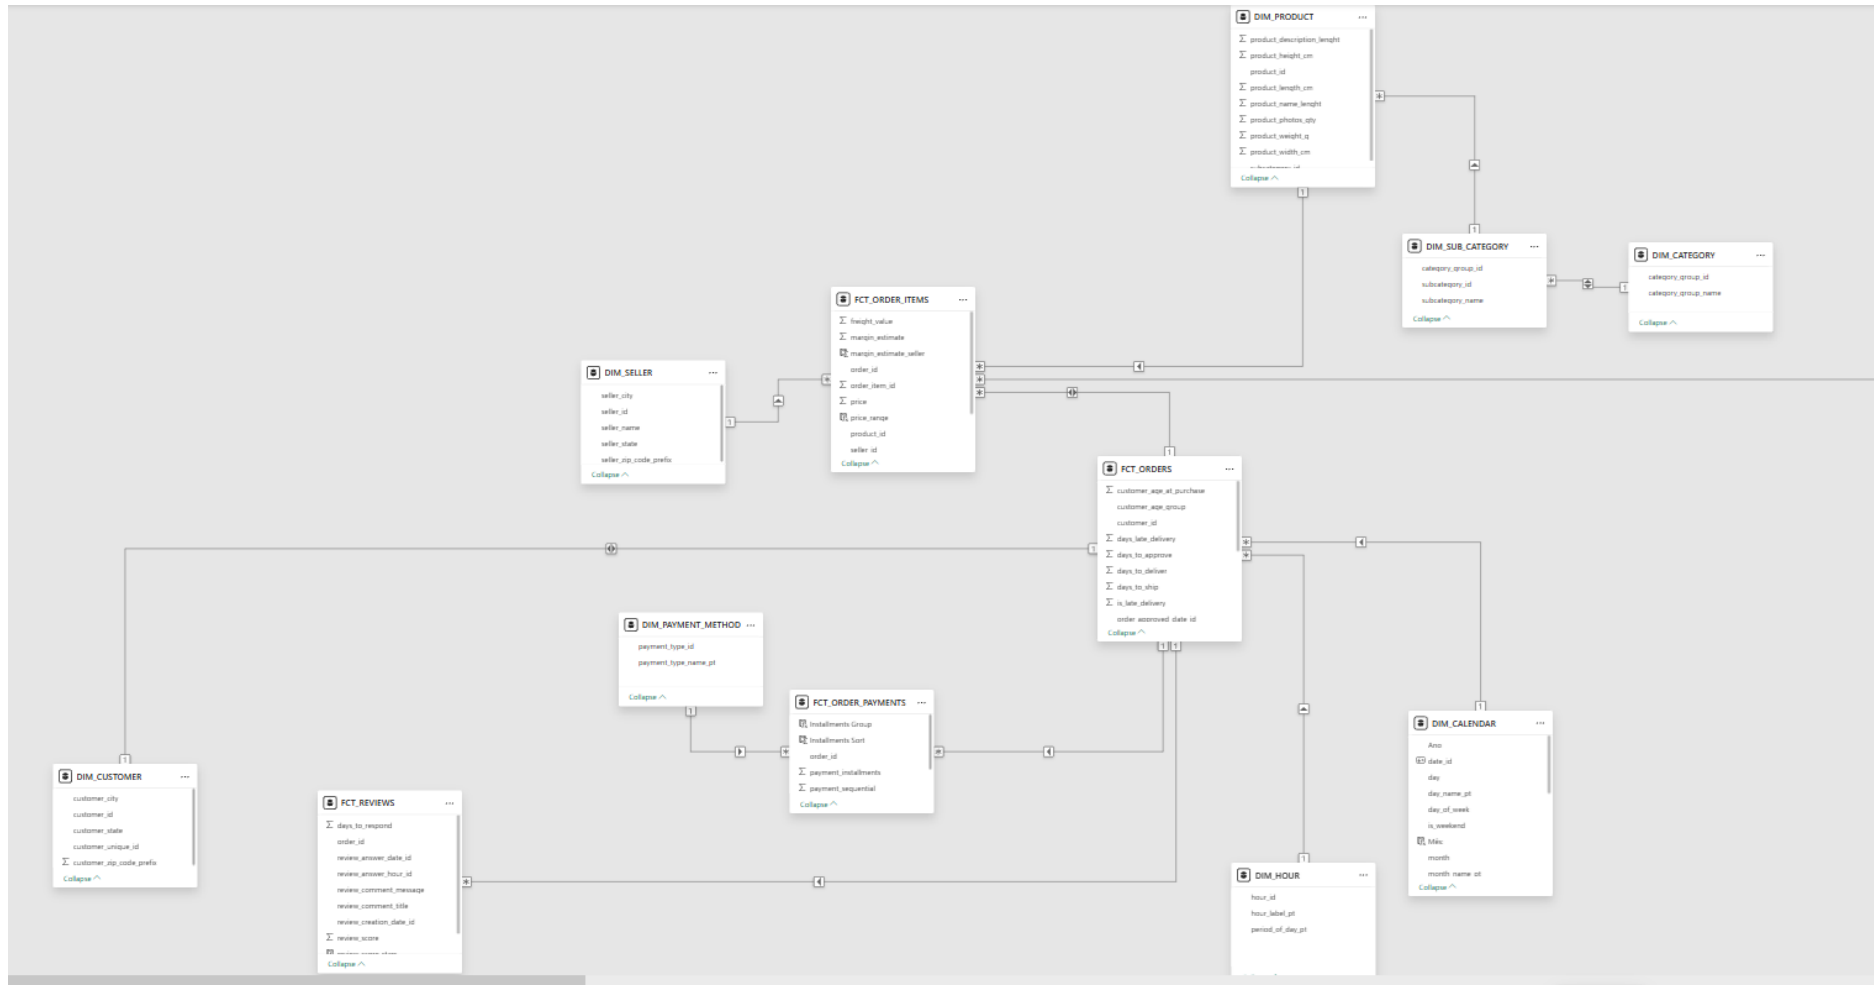 DIM_PRODUCT
product_description_lenght
product_height_cm
product_id
product_length_cm
product_name_lenght
product_photos_qty
product_weight_g
product_width_cm
Collapse
DIM_SUB_CATEGORY
category_group_id
subcategory_id
subcategory_name
Collapse
DIM_CATEGORY
category_group_id
category_group_name
Collapse
FCT_ORDER_ITEMS
freight_value
margin_estimate
margin_estimate_seller
order_id
order_item_id
price
price_range
product_id
seller_id
Collapse
DIM_SELLER
seller_city
seller_id
seller_name
seller_state
seller_zip_code_prefix
Collapse
FCT_ORDERS
customer_age_at_purchase
customer_age_group
customer_id
days_late_delivery
days_to_approve
days_to_deliver
days_to_ship
is_late_delivery
order_approved_date_id
Collapse
DIM_PAYMENT_METHOD
payment_type_id
payment_type_name_pt
Collapse
FCT_ORDER_PAYMENTS
Installments Group
Installments Sort
order_id
payment_installments
payment_sequential
Collapse
DIM_CUSTOMER
customer_city
customer_id
customer_state
customer_unique_id
customer_zip_code_prefix
Collapse
FCT_REVIEWS
days_to_respond
order_id
review_answer_date_id
review_answer_hour_id
review_comment_message
review_comment_title
review_creation_date_id
review_score
Collapse
DIM_HOUR
hour_id
hour_label_pt
period_of_day_pt
DIM_CALENDAR
Ano
date_id
day
day_name_pt
day_of_week
is_weekend
Mês
month
month_name_pt
Collapse